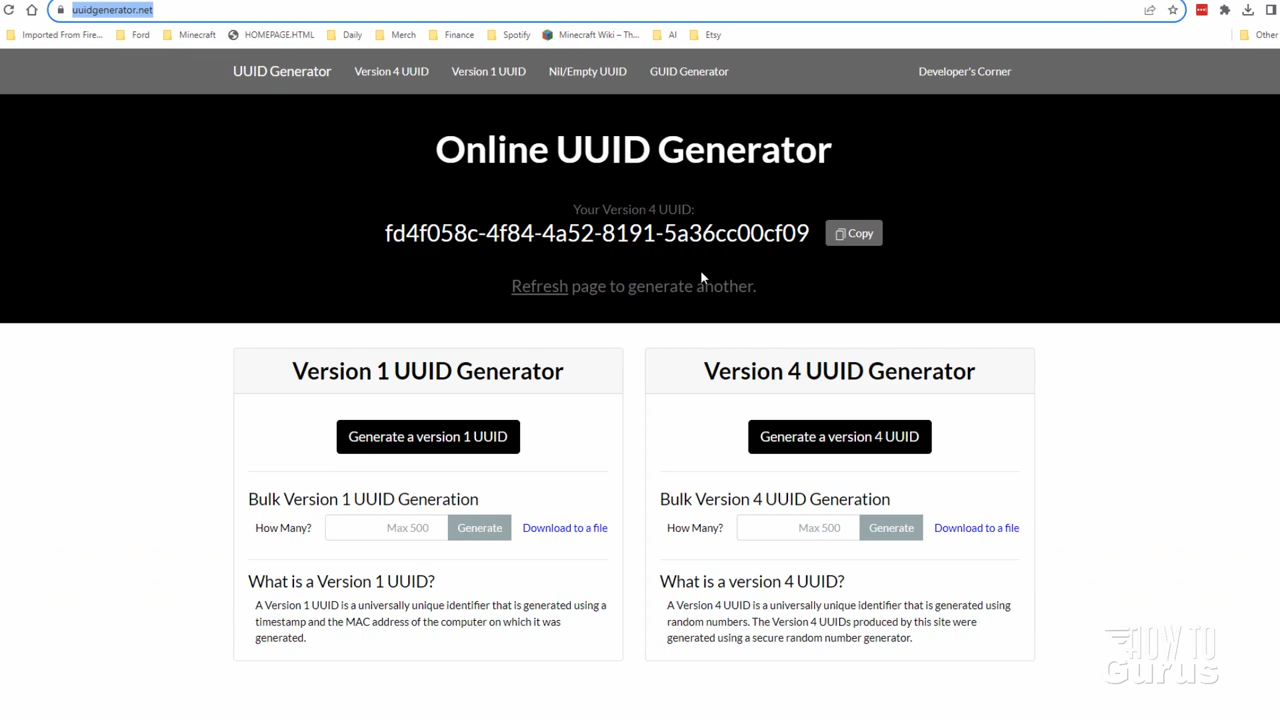 uuidgenerator.net
Imported From Fire... Ford Minecraft HOMEPAGE.HTML Daily Merch Finance Spotify Minecraft Wiki – Th... AI Etsy Other
UUID Generator Version 4 UUID Version 1 UUID Nil/Empty UUID GUID Generator Developer's Corner
Online UUID Generator
Your Version 4 UUID:
fd4f058c-4f84-4a52-8191-5a36cc00cf09 Copy
Refresh page to generate another.
Version 1 UUID Generator
Generate a version 1 UUID
Bulk Version 1 UUID Generation
How Many? Max 500 Generate Download to a file
What is a Version 1 UUID?
A Version 1 UUID is a universally unique identifier that is generated using a
timestamp and the MAC address of the computer on which it was
generated.
Version 4 UUID Generator
Generate a version 4 UUID
Bulk Version 4 UUID Generation
How Many? Max 500 Generate Download to a file
What is a version 4 UUID?
A Version 4 UUID is a universally unique identifier that is generated using
random numbers. The Version 4 UUIDs produced by this site were
generated using a secure random number generator.
HOW TO
Gurus